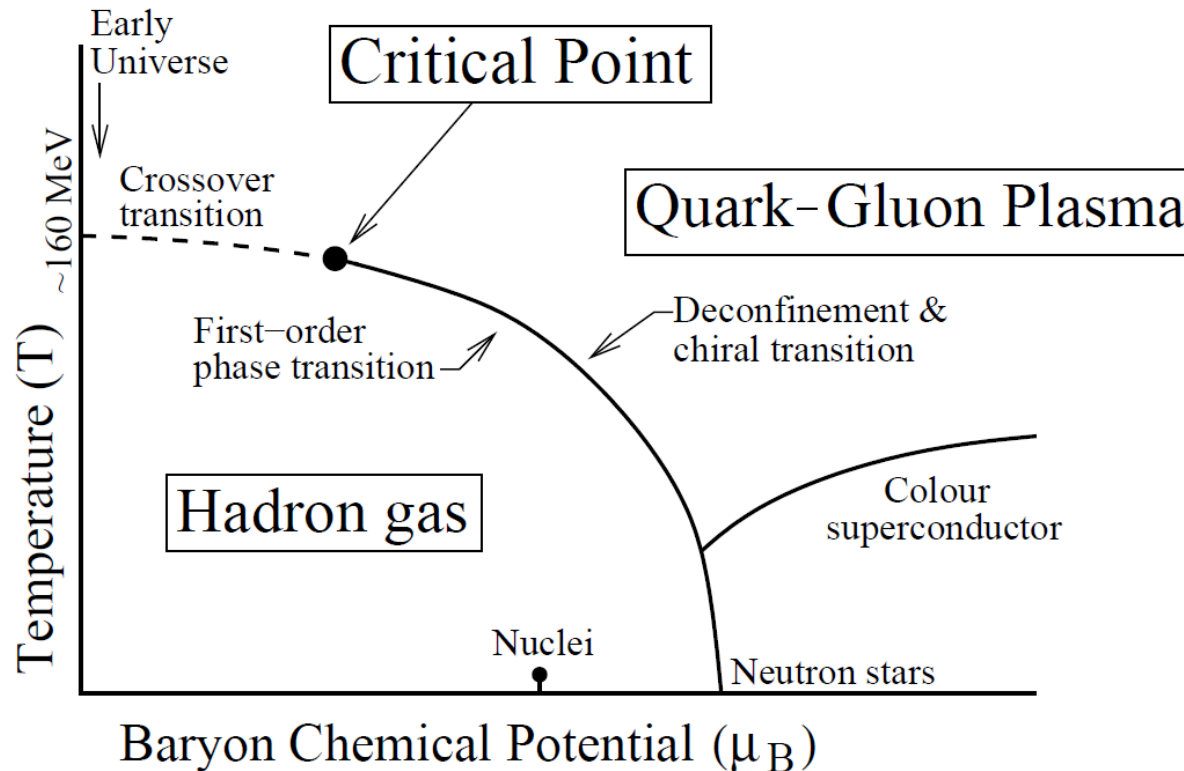 Early
Universe
Critical Point
~160 MeV
Crossover
transition
Quark-Gluon Plasma
First-order
phase transition
Deconfinement &
chiral transition
Temperature (T)
Hadron gas
Colour
superconductor
Nuclei
Neutron stars
Baryon Chemical Potential (μB)